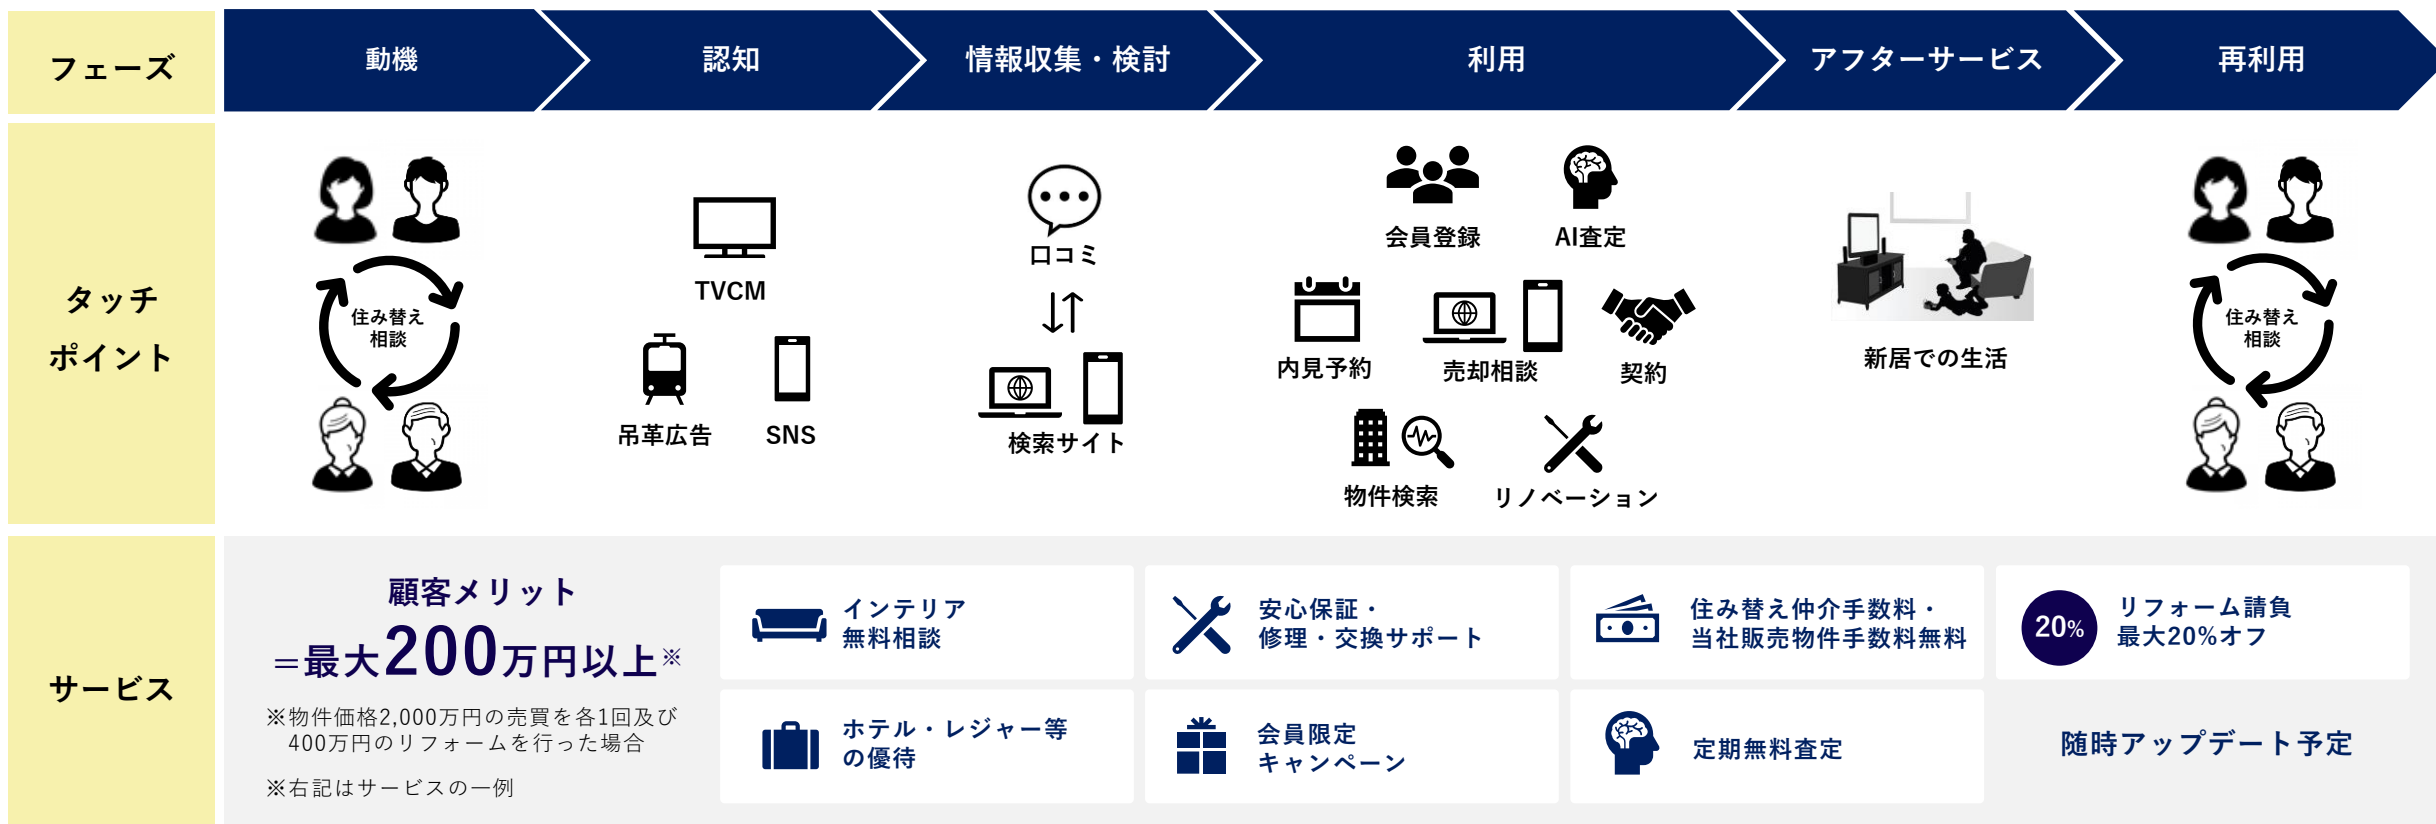 フェーズ
動機
認知
情報収集・検討
利用
アフターサービス
再利用
タッチ
ポイント
住み替え
相談
TVCM
吊革広告
SNS
口コミ
検索サイト
会員登録
AI査定
内見予約
売却相談
契約
物件検索
リノベーション
新居での生活
住み替え
相談
サービス
顧客メリット
=最大200万円以上※
※物件価格2,000万円の売買を各1回及び
400万円のリフォームを行った場合
※右記はサービスの一例
インテリア
無料相談
安心保証・
修理・交換サポート
住み替え仲介手数料・
当社販売物件手数料無料
20%
リフォーム請負
最大20%オフ
ホテル・レジャー等
の優待
会員限定
キャンペーン
定期無料査定
随時アップデート予定